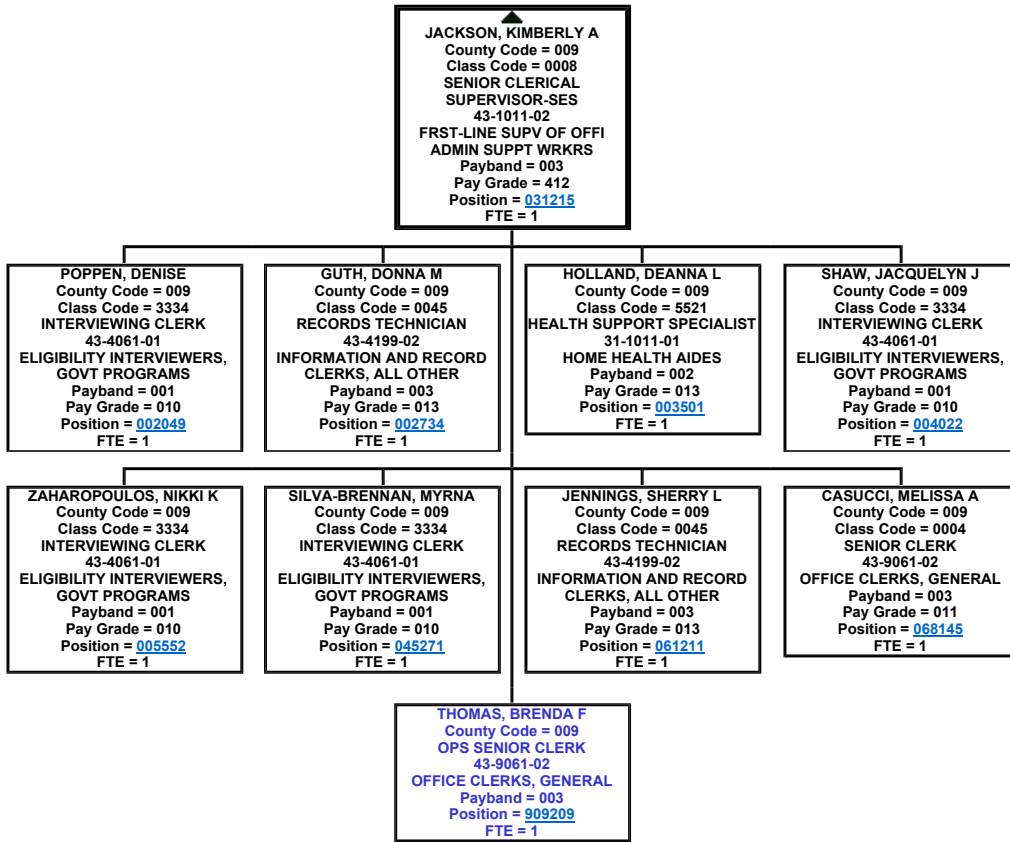 JACKSON, KIMBERLY A
County Code = 009
Class Code = 0008
SENIOR CLERICAL
SUPERVISOR-SES
43-1011-02
FRST-LINE SUPV OF OFFI
ADMIN SUPPT WRKRS
Payband = 003
Pay Grade = 412
Position = 031215
FTE = 1
POPPEN, DENISE
County Code = 009
Class Code = 3334
INTERVIEWING CLERK
43-4061-01
ELIGIBILITY INTERVIEWERS,
GOVT PROGRAMS
Payband = 001
Pay Grade = 010
Position = 002049
FTE = 1
GUTH, DONNA M
County Code = 009
Class Code = 0045
RECORDS TECHNICIAN
43-4199-02
INFORMATION AND RECORD
CLERKS, ALL OTHER
Payband = 003
Pay Grade = 013
Position = 002734
FTE = 1
HOLLAND, DEANNA L
County Code = 009
Class Code = 5521
HEALTH SUPPORT SPECIALIST
31-1011-01
HOME HEALTH AIDES
Payband = 002
Pay Grade = 013
Position = 003501
FTE = 1
SHAW, JACQUELYN J
County Code = 009
Class Code = 3334
INTERVIEWING CLERK
43-4061-01
ELIGIBILITY INTERVIEWERS,
GOVT PROGRAMS
Payband = 001
Pay Grade = 010
Position = 004022
FTE = 1
ZAHAROPOULOS, NIKKI K
County Code = 009
Class Code = 3334
INTERVIEWING CLERK
43-4061-01
ELIGIBILITY INTERVIEWERS,
GOVT PROGRAMS
Payband = 001
Pay Grade = 010
Position = 005552
FTE = 1
SILVA-BRENNAN, MYRNA
County Code = 009
Class Code = 3334
INTERVIEWING CLERK
43-4061-01
ELIGIBILITY INTERVIEWERS,
GOVT PROGRAMS
Payband = 001
Pay Grade = 010
Position = 045271
FTE = 1
JENNINGS, SHERRY L
County Code = 009
Class Code = 0045
RECORDS TECHNICIAN
43-4199-02
INFORMATION AND RECORD
CLERKS, ALL OTHER
Payband = 003
Pay Grade = 013
Position = 061211
FTE = 1
CASUCCI, MELISSA A
County Code = 009
Class Code = 0004
SENIOR CLERK
43-9061-02
OFFICE CLERKS, GENERAL
Payband = 003
Pay Grade = 011
Position = 068145
FTE = 1
THOMAS, BRENDA F
County Code = 009
OPS SENIOR CLERK
43-9061-02
OFFICE CLERKS, GENERAL
Payband = 003
Position = 909209
FTE = 1